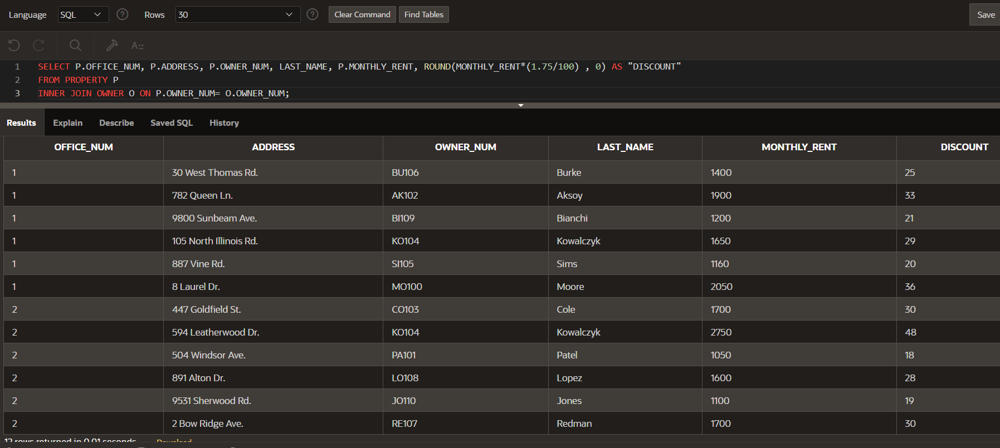 Language SQL Rows 30 Clear Command Find Tables Save
A::
1 SELECT P.OFFICE_NUM, P.ADDRESS, P.OWNER_NUM, LAST_NAME, P.MONTHLY_RENT, ROUND(MONTHLY_RENT*(1.75/100) , 0) AS "DISCOUNT"
2 FROM PROPERTY P
3 INNER JOIN OWNER O ON P.OWNER_NUM= O.OWNER_NUM;
Results Explain Describe Saved SQL History
OFFICE_NUM ADDRESS OWNER_NUM LAST_NAME MONTHLY_RENT DISCOUNT
1 30 West Thomas Rd. BU106 Burke 1400 25
1 782 Queen Ln. AK102 Aksoy 1900 33
1 9800 Sunbeam Ave. BI109 Bianchi 1200 21
1 105 North Illinois Rd. KO104 Kowalczyk 1650 29
1 887 Vine Rd. SI105 Sims 1160 20
1 8 Laurel Dr. MO100 Moore 2050 36
2 447 Goldfield St. CO103 Cole 1700 30
2 594 Leatherwood Dr. KO104 Kowalczyk 2750 48
2 504 Windsor Ave. PA101 Patel 1050 18
2 891 Alton Dr. LO108 Lopez 1600 28
2 9531 Sherwood Rd. JO110 Jones 1100 19
2 2 Bow Ridge Ave. RE107 Redman 1700 30
12 rows returned in 0.01 seconds Download